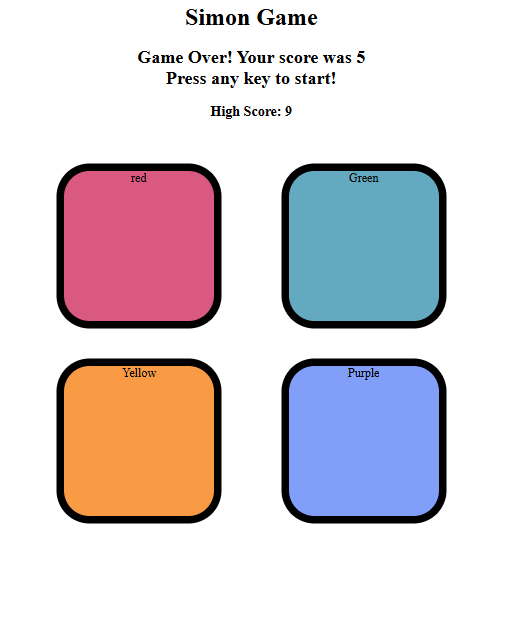 Simon Game
Game Over! Your score was 5
Press any key to start!
High Score: 9
red
Green
Yellow
Purple